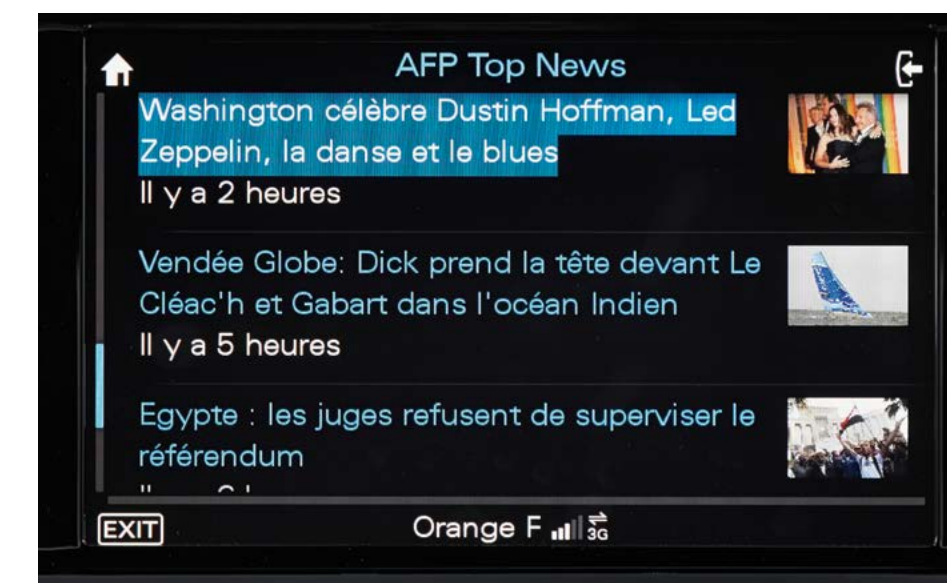 AFP Top News
Washington célèbre Dustin Hoffman, Led
Zeppelin, la danse et le blues
Il y a 2 heures
Vendée Globe: Dick prend la tête devant Le
Cléac'h et Gabart dans l'océan Indien
Il y a 5 heures
Egypte : les juges refusent de superviser le
référendum
EXIT
Orange F
3G